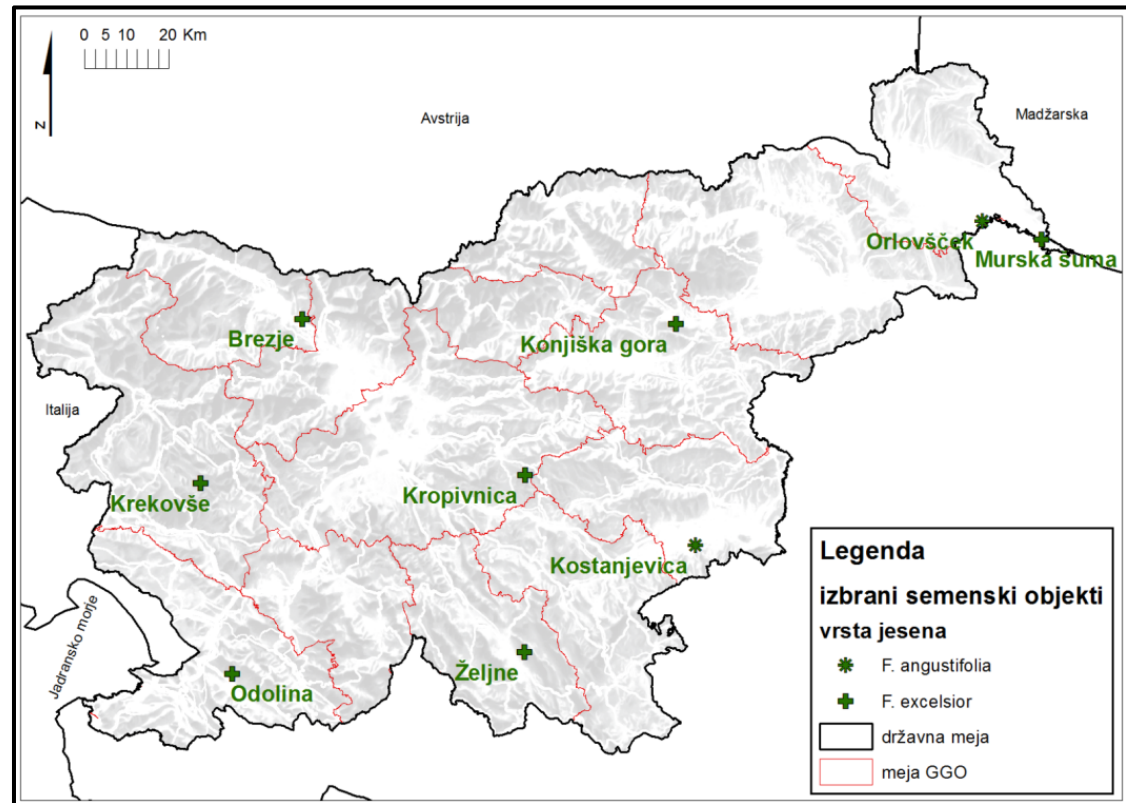 0 5 10 20 Km
N
Avstrija
Madžarska
Orlovšček
Murska šuma
Brezje
Konjiška gora
Italija
Krekovše
Kropivnica
Kostanjevica
Jadransko morje
Željne
Odolina
Legenda
izbrani semenski objekti
vrsta jesena
F. angustifolia
F. excelsior
državna meja
meja GGO